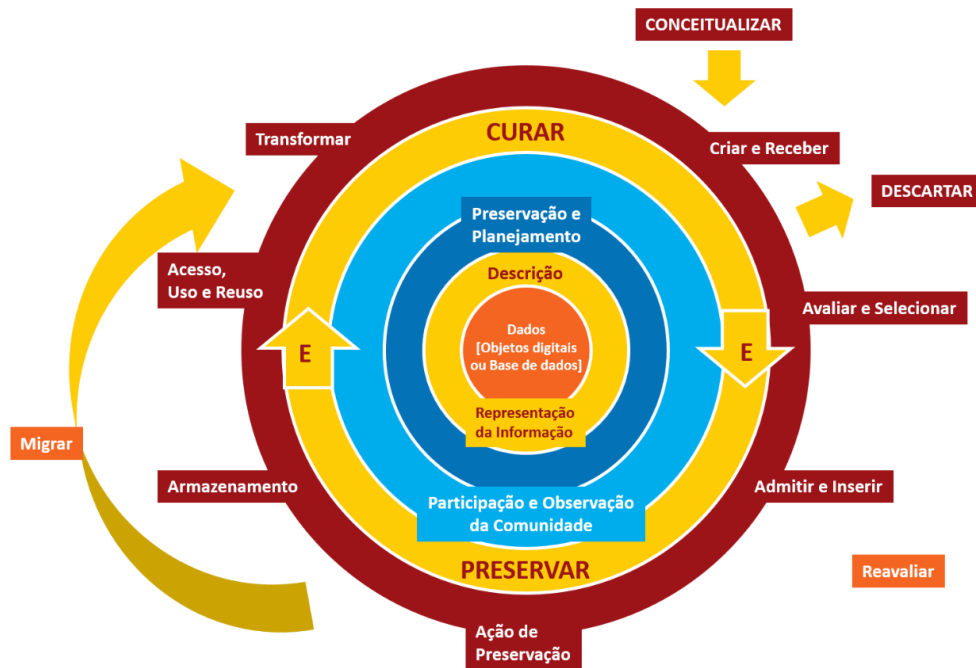 CONCEITUALIZAR
CURAR
Transformar
Criar e Receber
DESCARTAR
Preservação e
Planejamento
Acesso,
Uso e Reuso
Descrição
Avaliar e Selecionar
Dados
[Objetos digitais
ou Base de dados]
E
E
Representação
da Informação
Migrar
Armazenamento
Admitir e Inserir
Participação e Observação
da Comunidade
PRESERVAR
Reavaliar
Ação de
Preservação